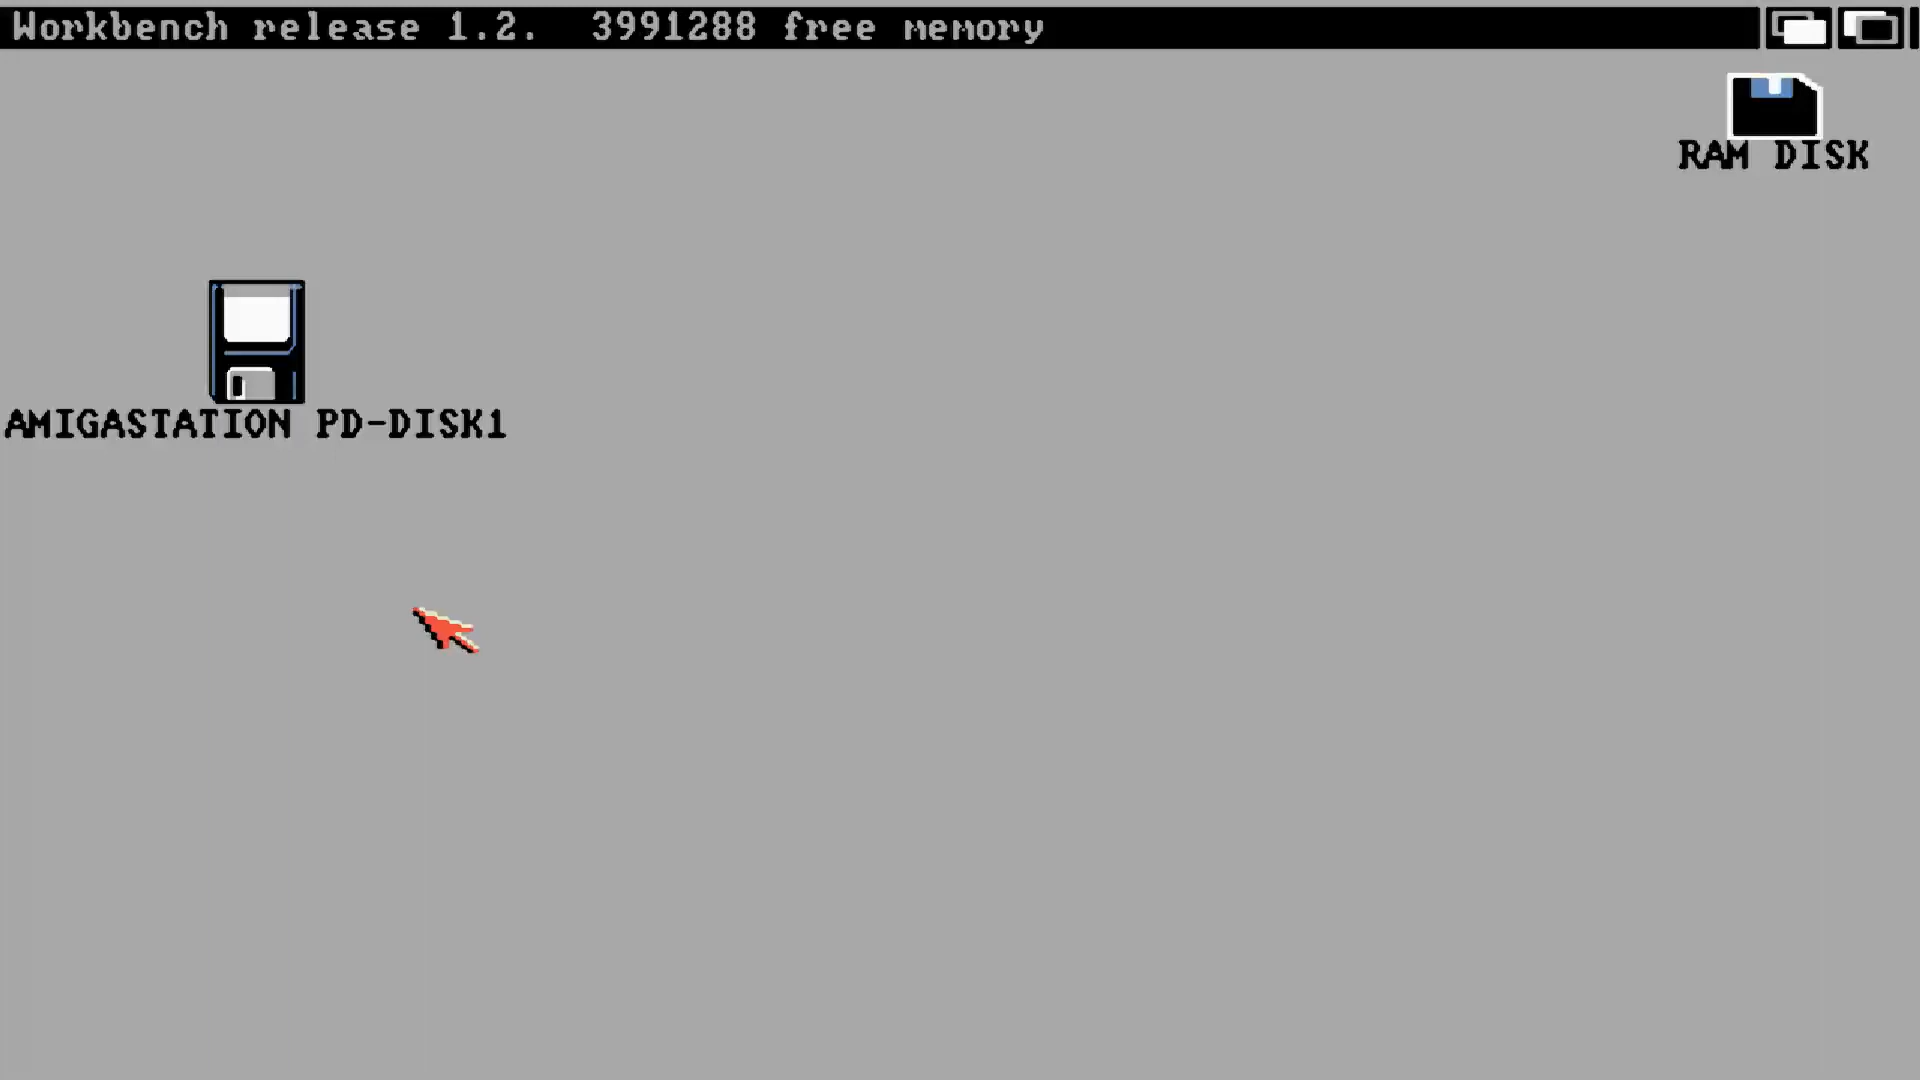 Workbench release 1.2.  3991288 free memory
RAM DISK
AMIGASTATION PD-DISK1